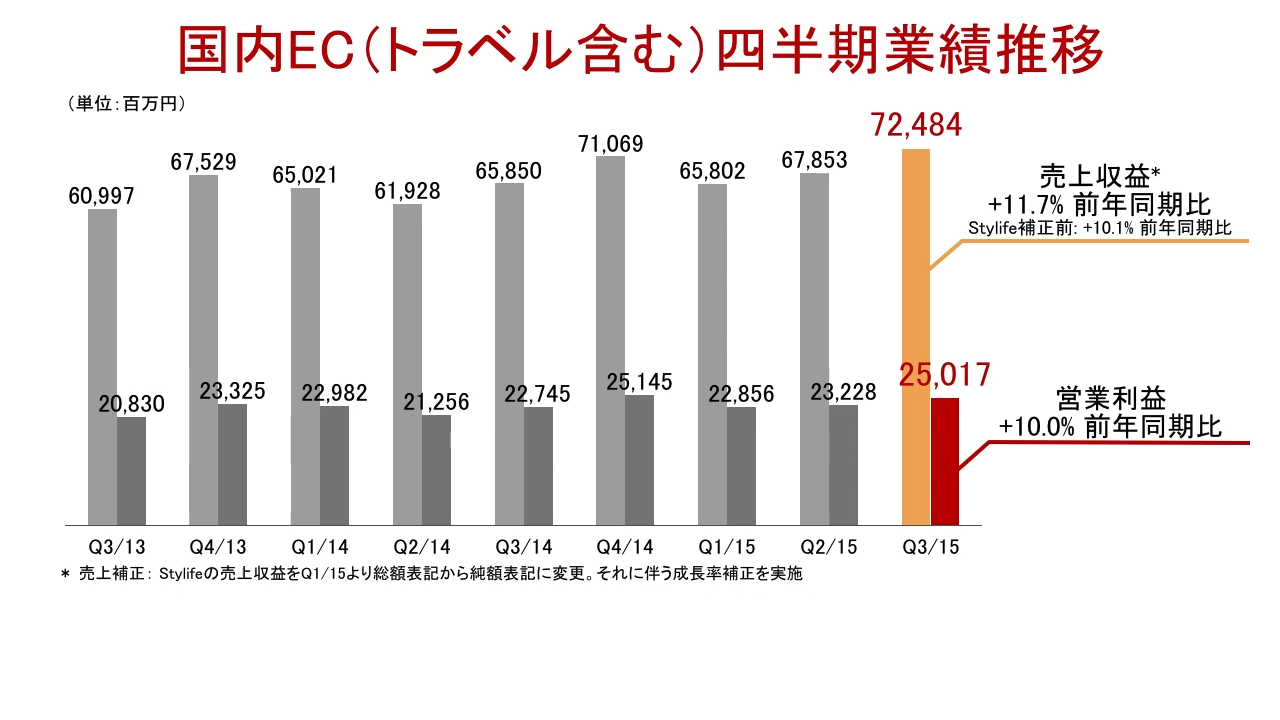 国内EC（トラベル含む）四半期業績推移
（単位：百万円）
60,997
67,529
65,021
61,928
65,850
71,069
65,802
67,853
72,484
売上収益*
+11.7% 前年同期比
Stylife補正前: +10.1% 前年同期比
20,830
23,325
22,982
21,256
22,745
25,145
22,856
23,228
25,017
営業利益
+10.0% 前年同期比
Q3/13
Q4/13
Q1/14
Q2/14
Q3/14
Q4/14
Q1/15
Q2/15
Q3/15
* 売上補正： Stylifeの売上収益をQ1/15より総額表記から純額表記に変更。それに伴う成長率補正を実施